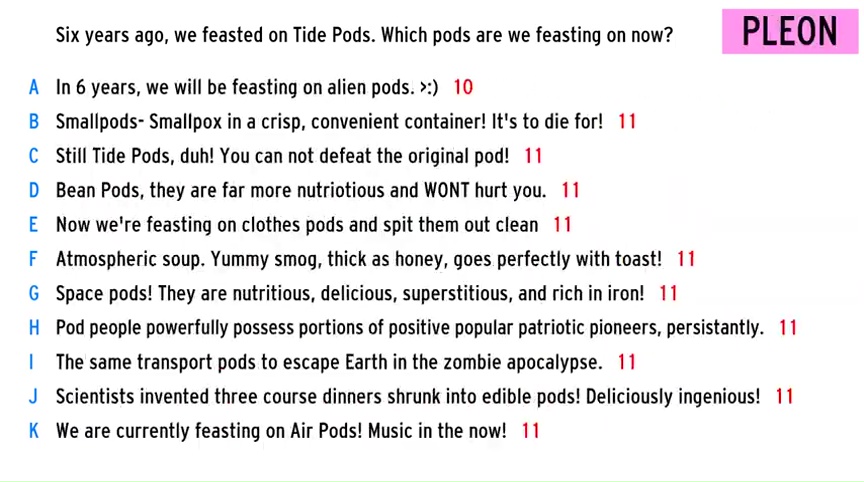 Six years ago, we feasted on Tide Pods. Which pods are we feasting on now?
PLEON
A In 6 years, we will be feasting on alien pods. >:) 10
B Smallpods- Smallpox in a crisp, convenient container! It's to die for! 11
C Still Tide Pods, duh! You can not defeat the original pod! 11
D Bean Pods, they are far more nutriotious and WONT hurt you. 11
E Now we're feasting on clothes pods and spit them out clean 11
F Atmospheric soup. Yummy smog, thick as honey, goes perfectly with toast! 11
G Space pods! They are nutritious, delicious, superstitious, and rich in iron! 11
H Pod people powerfully possess portions of positive popular patriotic pioneers, persistantly. 11
I The same transport pods to escape Earth in the zombie apocalypse. 11
J Scientists invented three course dinners shrunk into edible pods! Deliciously ingenious! 11
K We are currently feasting on Air Pods! Music in the now! 11